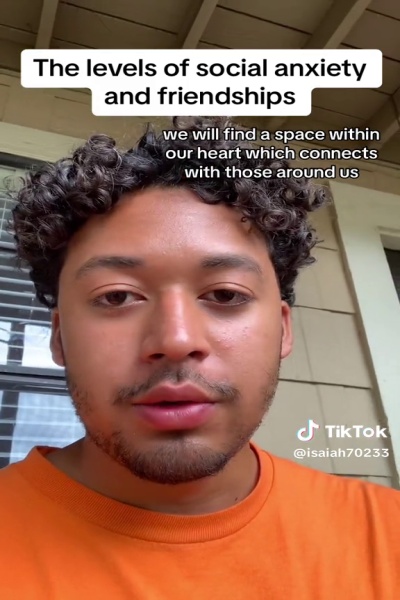 The levels of social anxiety
and friendships
we will find a space within
our heart which connects
with those around us
TikTok
@isaiah70233